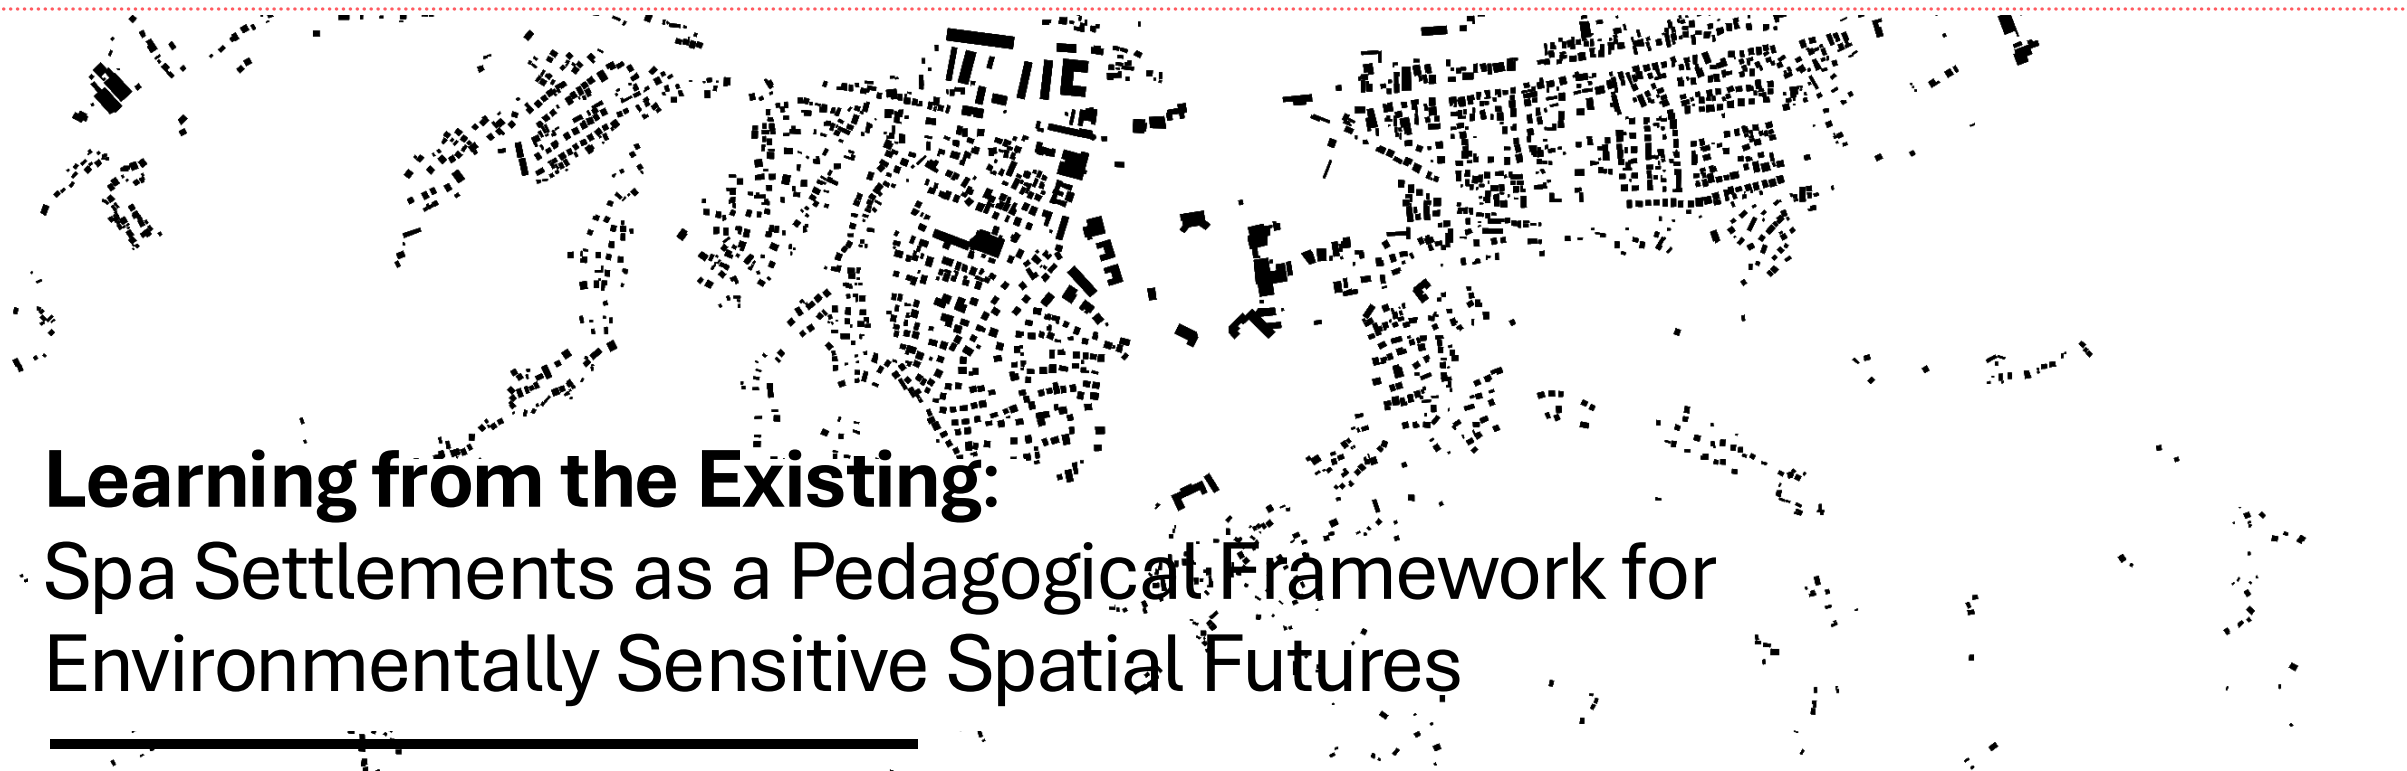 Learning from the Existing:
Spa Settlements as a Pedagogical Framework for
Environmentally Sensitive Spatial Futures